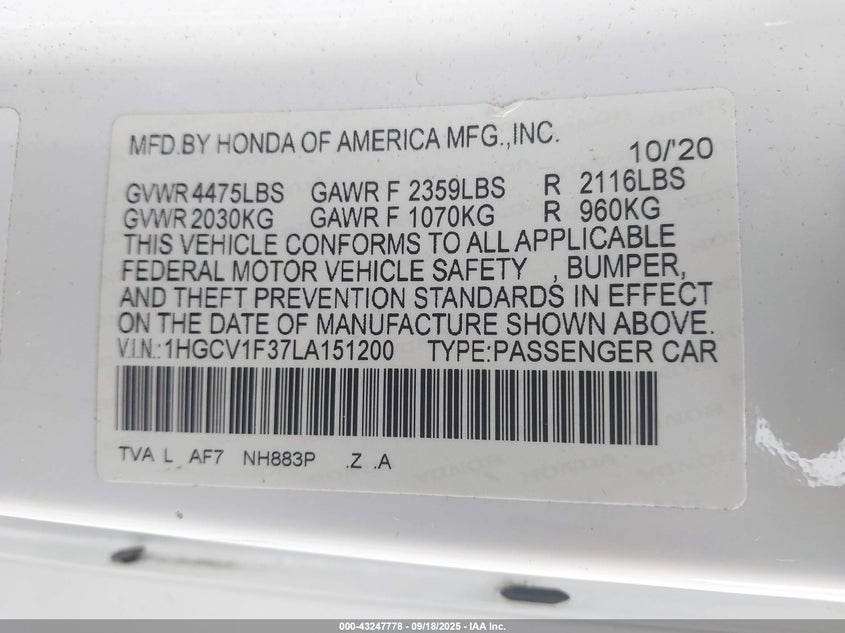 MFD.BY HONDA OF AMERICA MFG.,INC.
10/'20
GVWR 4475LBS GAWR F 2359LBS R 2116LBS
GVWR 2030KG GAWR F 1070KG R 960KG
THIS VEHICLE CONFORMS TO ALL APPLICABLE
FEDERAL MOTOR VEHICLE SAFETY , BUMPER,
AND THEFT PREVENTION STANDARDS IN EFFECT
ON THE DATE OF MANUFACTURE SHOWN ABOVE.
V.I.N.:1HGCV1F37LA151200 TYPE:PASSENGER CAR
TVA L AF7 NH883P .Z .A
000-43247778 - 09/18/2025 - IAA Inc.